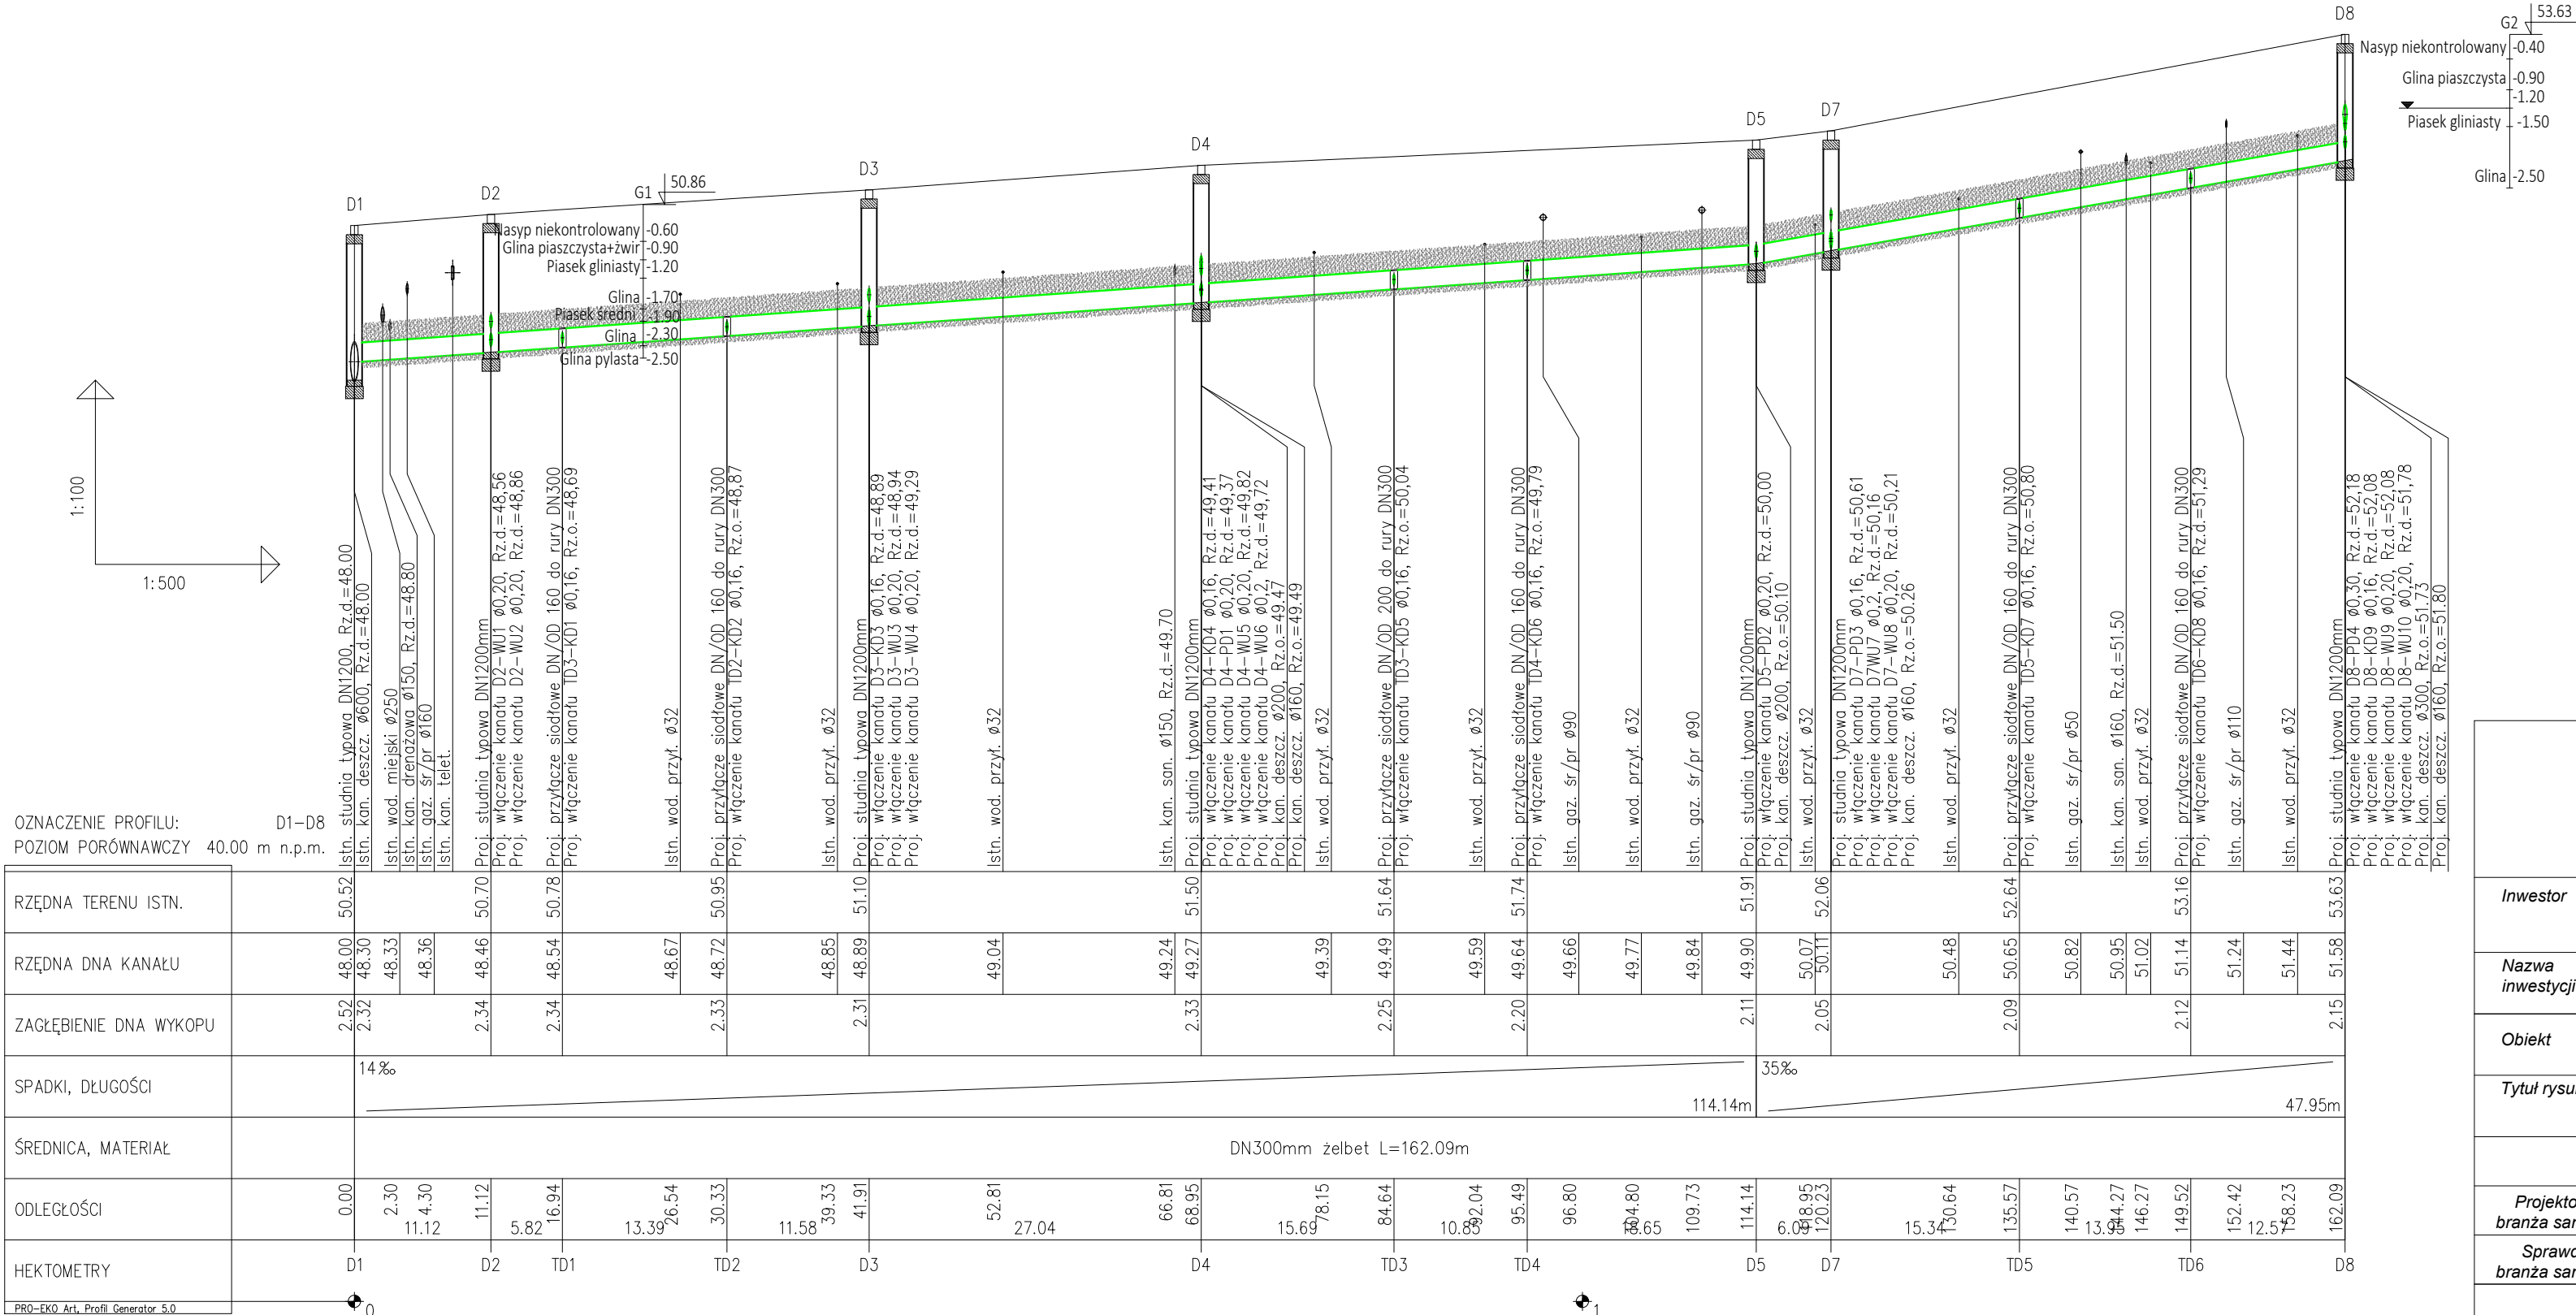 D1
D2
G1
50.86
D3
D4
D5
D7
D8
G2
53.63
Nasyp niekontrolowany -0.40
Glina piaszczysta -0.90
-1.20
Piasek gliniasty -1.50
Glina -2.50
Nasyp niekontrolowany -0.60
Glina piaszczysta+żwir -0.90
Piasek gliniasty -1.20
Glina -1.70
Piasek średni -1.90
Glina -2.30
Glina pylasta -2.50
1:100
1:500
Istn. studnia typowa DN1200, Rz.d.=48.00
Istn. kan. deszcz. ø600, Rz.d.=48.00
Istn. wod. miejski ø250
Istn. kan. drenażowa ø150, Rz.d.=48.80
Istn. gaz. śr/pr ø160
Istn. kan. telet.
Proj. studnia typowa DN1200mm
Proj. włączenie kanału D2-WU1 ø0,20, Rz.d.=48,56
Proj. włączenie kanału D2-WU2 ø0,20, Rz.d.=48,86
Proj. przyłącze siodłowe DN/OD 160 do rury DN300
Proj. włączenie kanału TD3-KD1 ø0,16, Rz.o.=48,69
Istn. wod. przył. ø32
Proj. przyłącze siodłowe DN/OD 160 do rury DN300
Proj. włączenie kanału TD2-KD2 ø0,16, Rz.o.=48,87
Istn. wod. przył. ø32
Proj. studnia typowa DN1200mm
Proj. włączenie kanału D3-KD3 ø0,16, Rz.d.=48,89
Proj. włączenie kanału D3-WU3 ø0,20, Rz.d.=48,94
Proj. włączenie kanału D3-WU4 ø0,20, Rz.d.=49,29
Istn. wod. przył. ø32
Istn. kan. san. ø150, Rz.d.=49.70
Proj. studnia typowa DN1200mm
Proj. włączenie kanału D4-KD4 ø0,16, Rz.d.=49,41
Proj. włączenie kanału D4-PD1 ø0,20, Rz.d.=49,37
Proj. włączenie kanału D4-WU5 ø0,20, Rz.d.=49,82
Proj. włączenie kanału D4-WU6 ø0,2, Rz.d.=49,72
Proj. kan. deszcz. ø200, Rz.o.=49.47
Proj. kan. deszcz. ø160, Rz.o.=49.49
Istn. wod. przył. ø32
Proj. przyłącze siodłowe DN/OD 200 do rury DN300
Proj. włączenie kanału TD3-KD5 ø0,16, Rz.o.=50,04
Istn. wod. przył. ø32
Proj. przyłącze siodłowe DN/OD 160 do rury DN300
Proj. włączenie kanału TD4-KD6 ø0,16, Rz.o.=49,79
Istn. gaz. śr/pr ø90
Istn. wod. przył. ø32
Istn. gaz. śr/pr ø90
Proj. studnia typowa DN1200mm
Proj. włączenie kanału D5-PD2 ø0,20, Rz.d.=50,00
Proj. kan. deszcz. ø200, Rz.o.=50.10
Istn. wod. przył. ø32
Proj. studnia typowa DN1200mm
Proj. włączenie kanału D7-PD3 ø0,16, Rz.d.=50,61
Proj. włączenie kanału D7WU7 ø0,2, Rz.d.=50,16
Proj. włączenie kanału D7-WU8 ø0,20, Rz.d.=50,21
Proj. kan. deszcz. ø160, Rz.o.=50.26
Istn. wod. przył. ø32
Proj. przyłącze siodłowe DN/OD 160 do rury DN300
Proj. włączenie kanału TD5-KD7 ø0,16, Rz.o.=50,80
Istn. gaz. śr/pr ø50
Istn. kan. san. ø160, Rz.d.=51.50
Istn. wod. przył. ø32
Proj. przyłącze siodłowe DN/OD 160 do rury DN300
Proj. włączenie kanału TD6-KD8 ø0,16, Rz.o.=51,29
Istn. gaz. śr/pr ø110
Istn. wod. przył. ø32
Proj. studnia typowa DN1200mm
Proj. włączenie kanału D8-PD4 ø0,30, Rz.d.=52,18
Proj. włączenie kanału D8-KD9 ø0,16, Rz.d.=52,08
Proj. włączenie kanału D8-WU9 ø0,20, Rz.d.=52,08
Proj. włączenie kanału D8-WU10 ø0,20, Rz.d.=51,78
Proj. kan. deszcz. ø300, Rz.o.=51.73
Proj. kan. deszcz. ø160, Rz.o.=51.80
OZNACZENIE PROFILU: D1-D8
POZIOM PORÓWNAWCZY 40.00 m n.p.m.
RZĘDNA TERENU ISTN. 50.52 50.70 50.78 50.95 51.10 51.50 51.64 51.74 51.91 52.06 52.64 53.16 53.63
RZĘDNA DNA KANAŁU 48.00 48.30 48.33 48.36 48.46 48.54 48.67 48.72 48.85 48.89 49.04 49.24 49.27 49.39 49.49 49.59 49.64 49.66 49.77 49.84 49.90 50.07 50.11 50.48 50.65 50.82 50.95 51.02 51.14 51.24 51.44 51.58
ZAGŁĘBIENIE DNA WYKOPU 2.52 2.32 2.34 2.34 2.33 2.31 2.33 2.25 2.20 2.11 2.05 2.09 2.12 2.15
SPADKI, DŁUGOŚCI 14‰ 114.14m 35‰ 47.95m
ŚREDNICA, MATERIAŁ DN300mm żelbet L=162.09m
ODLEGŁOŚCI 0.00 2.30 4.30 11.12 16.94 26.54 30.33 39.33 41.91 52.81 66.81 68.95 78.15 84.64 92.04 95.49 96.80 104.80 109.73 114.14 118.95 120.23 130.64 135.57 140.57 144.27 146.27 149.52 152.42 158.23 162.09
11.12 5.82 13.39 11.58 27.04 15.69 10.85 18.65 6.09 15.34 13.95 12.57
HEKTOMETRY D1 D2 TD1 TD2 D3 D4 TD3 TD4 D5 D7 TD5 TD6 D8
0 1
PRO-EKO Art. Profil Generator 5.0
Inwestor
Nazwa
inwestycji
Obiekt
Tytuł rysu
Projekto
branża san
Sprawd
branża san